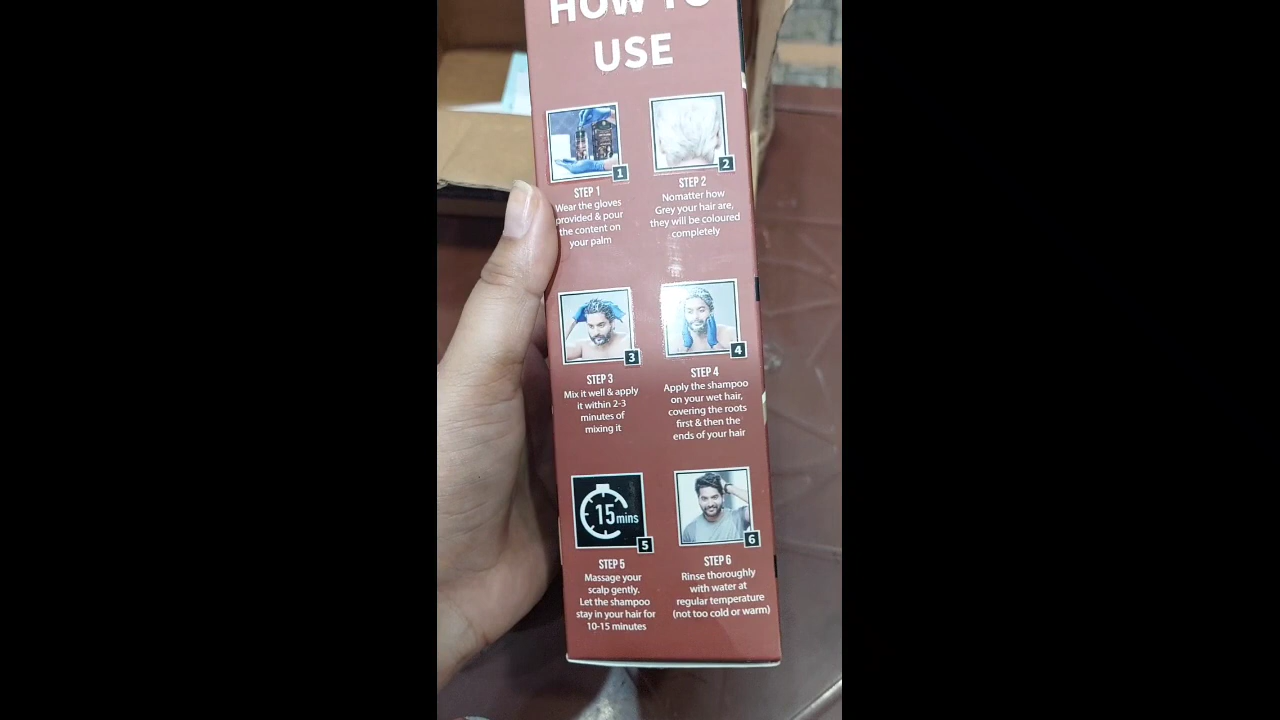 HOW TO
USE
1
STEP 1
Wear the gloves
provided & pour
the content on
your palm
2
STEP 2
Nomatter how
Grey your hair are,
they will be coloured
completely
3
STEP 3
Mix it well & apply
it within 2-3
minutes of
mixing it
4
STEP 4
Apply the shampoo
on your wet hair,
covering the roots
first & then the
ends of your hair
15 mins
5
STEP 5
Massage your
scalp gently.
Let the shampoo
stay in your hair for
10-15 minutes
6
STEP 6
Rinse thoroughly
with water at
regular temperature
(not too cold or warm)